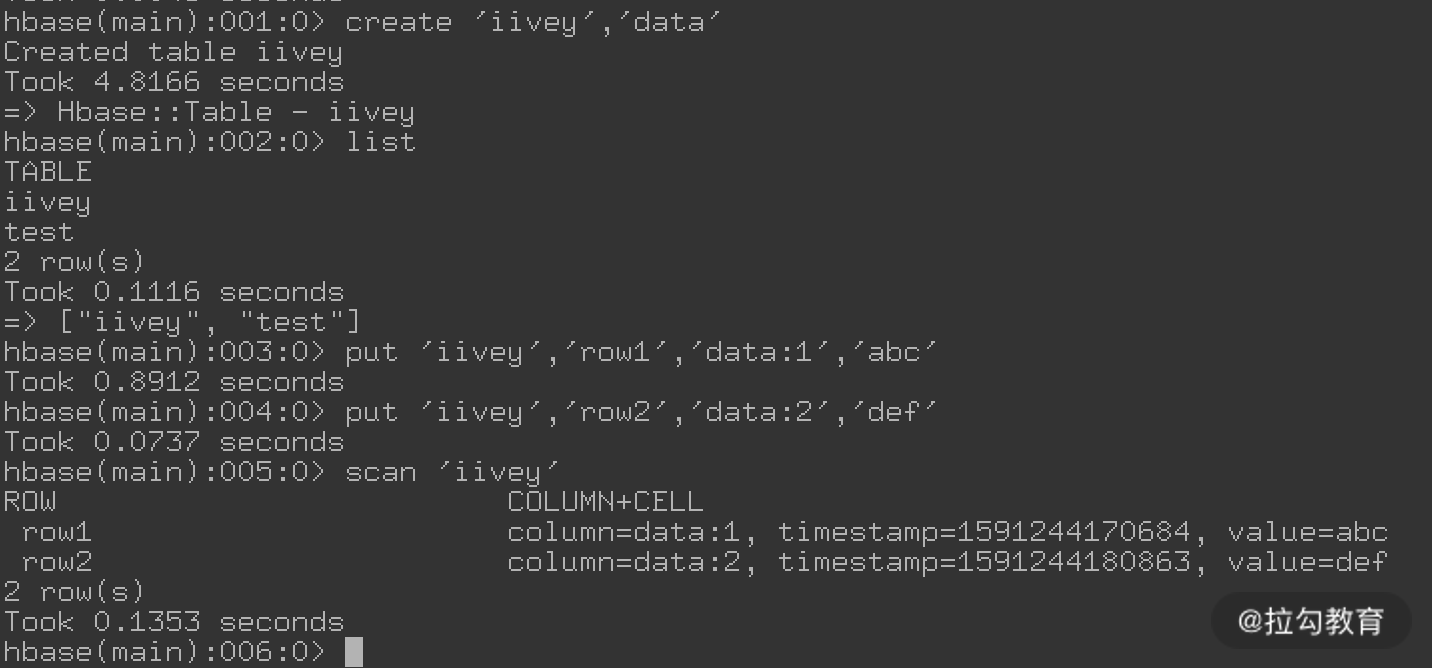 hbase(main):001:0> create 'iivey','data'
Created table iivey
Took 4.8166 seconds
=> Hbase::Table - iivey
hbase(main):002:0> list
TABLE
iivey
test
2 row(s)
Took 0.1116 seconds
=> ["iivey", "test"]
hbase(main):003:0> put 'iivey','row1','data:1','abc'
Took 0.8912 seconds
hbase(main):004:0> put 'iivey','row2','data:2','def'
Took 0.0737 seconds
hbase(main):005:0> scan 'iivey'
ROW COLUMN+CELL
row1 column=data:1, timestamp=1591244170684, value=abc
row2 column=data:2, timestamp=1591244180863, value=def
2 row(s)
Took 0.1353 seconds
@拉勾教育
hbase(main):006:0>